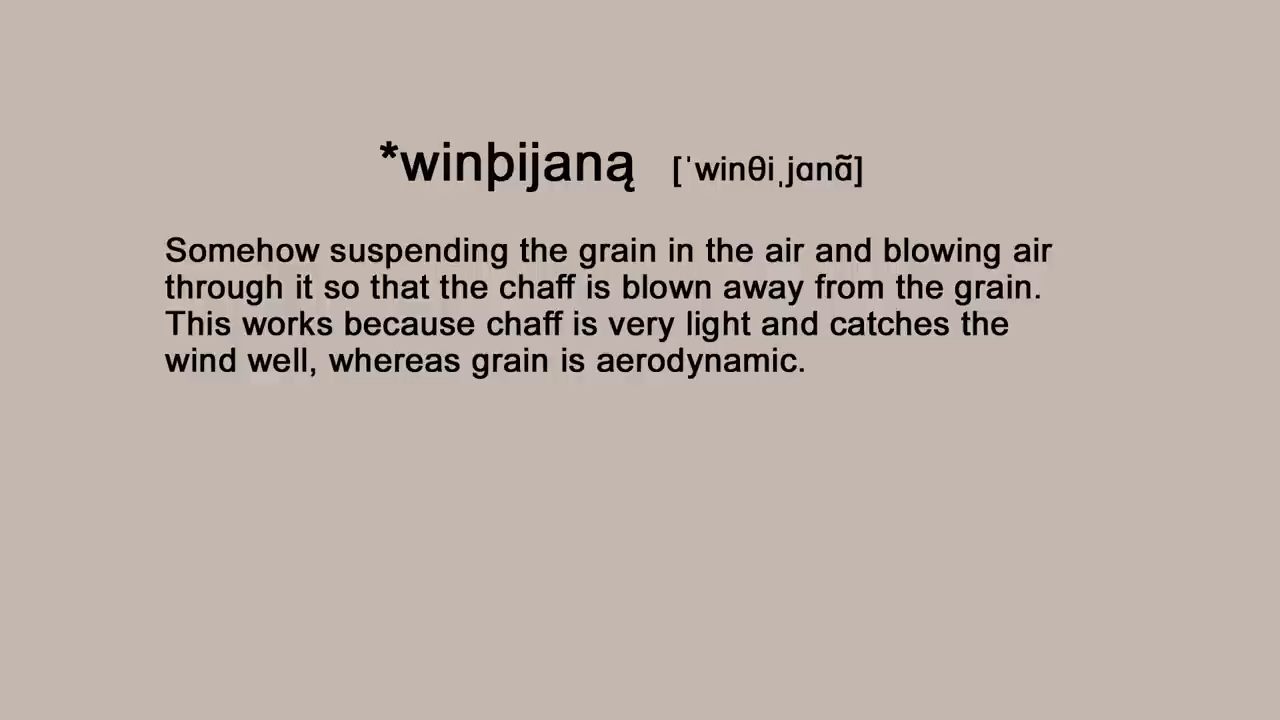 *winþijaną [ˈwinθiˌjɑnɑ̃]
Somehow suspending the grain in the air and blowing air
through it so that the chaff is blown away from the grain.
This works because chaff is very light and catches the
wind well, whereas grain is aerodynamic.